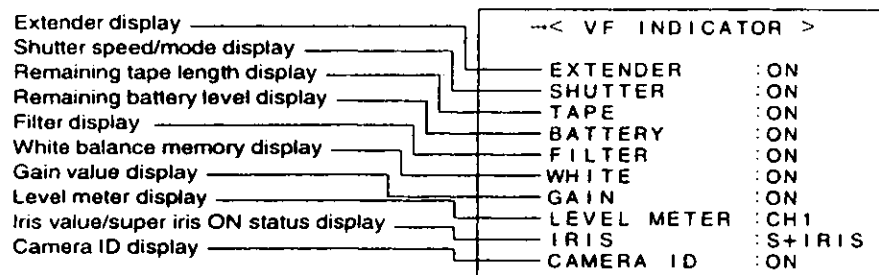 Extender display
Shutter speed/mode display
Remaining tape length display
Remaining battery level display
Filter display
White balance memory display
Gain value display
Level meter display
Iris value/super iris ON status display
Camera ID display
→< VF INDICATOR >
EXTENDER :ON
SHUTTER :ON
TAPE :ON
BATTERY :ON
FILTER :ON
WHITE :ON
GAIN :ON
LEVEL METER :CH1
IRIS :S+IRIS
CAMERA ID :ON